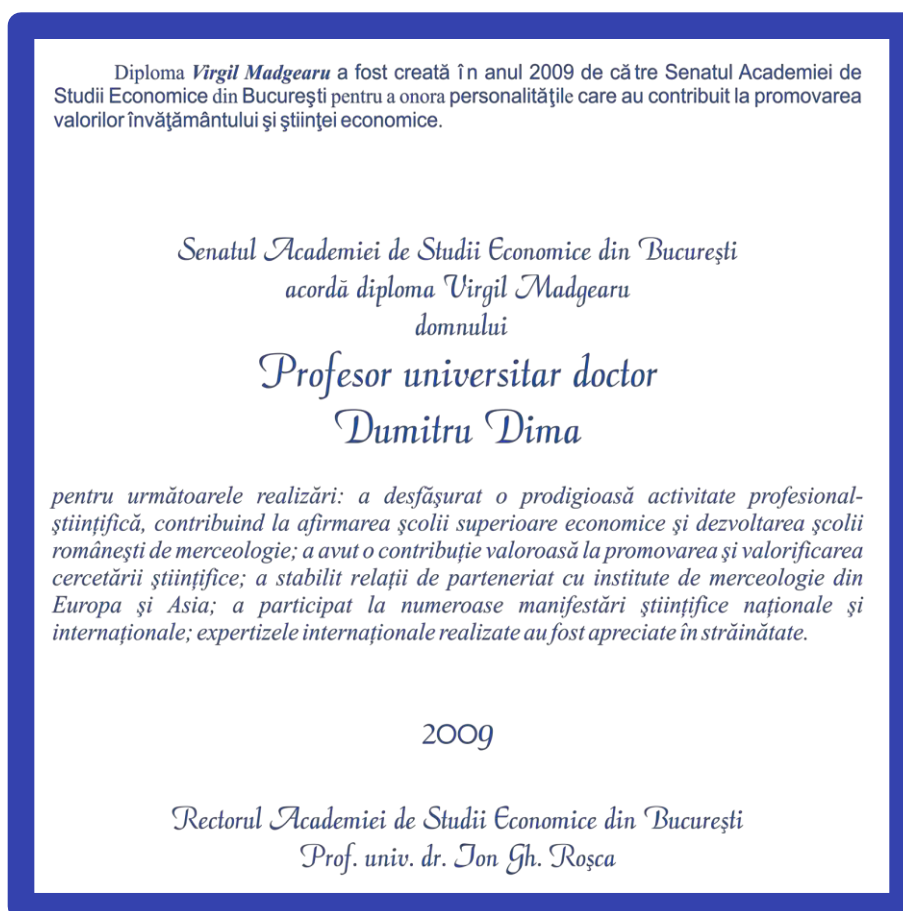 Diploma Virgil Madgearu a fost creată în anul 2009 de către Senatul Academiei de
Studii Economice din Bucureşti pentru a onora personalităţile care au contribuit la promovarea
valorilor învăţământului şi ştiinţei economice.
Senatul Academiei de Studii Economice din Bucureşti
acordă diploma Virgil Madgearu
domnului
Profesor universitar doctor
Dumitru Dima
pentru următoarele realizări: a desfăşurat o prodigioasă activitate profesional-
ştiinţifică, contribuind la afirmarea şcolii superioare economice şi dezvoltarea şcolii
româneşti de merceologie; a avut o contribuţie valoroasă la promovarea şi valorificarea
cercetării ştiinţifice; a stabilit relaţii de parteneriat cu institute de merceologie din
Europa şi Asia; a participat la numeroase manifestări ştiinţifice naţionale şi
internaţionale; expertizele internaţionale realizate au fost apreciate în străinătate.
2009
Rectorul Academiei de Studii Economice din Bucureşti
Prof. univ. dr. Ion Gh. Roşca